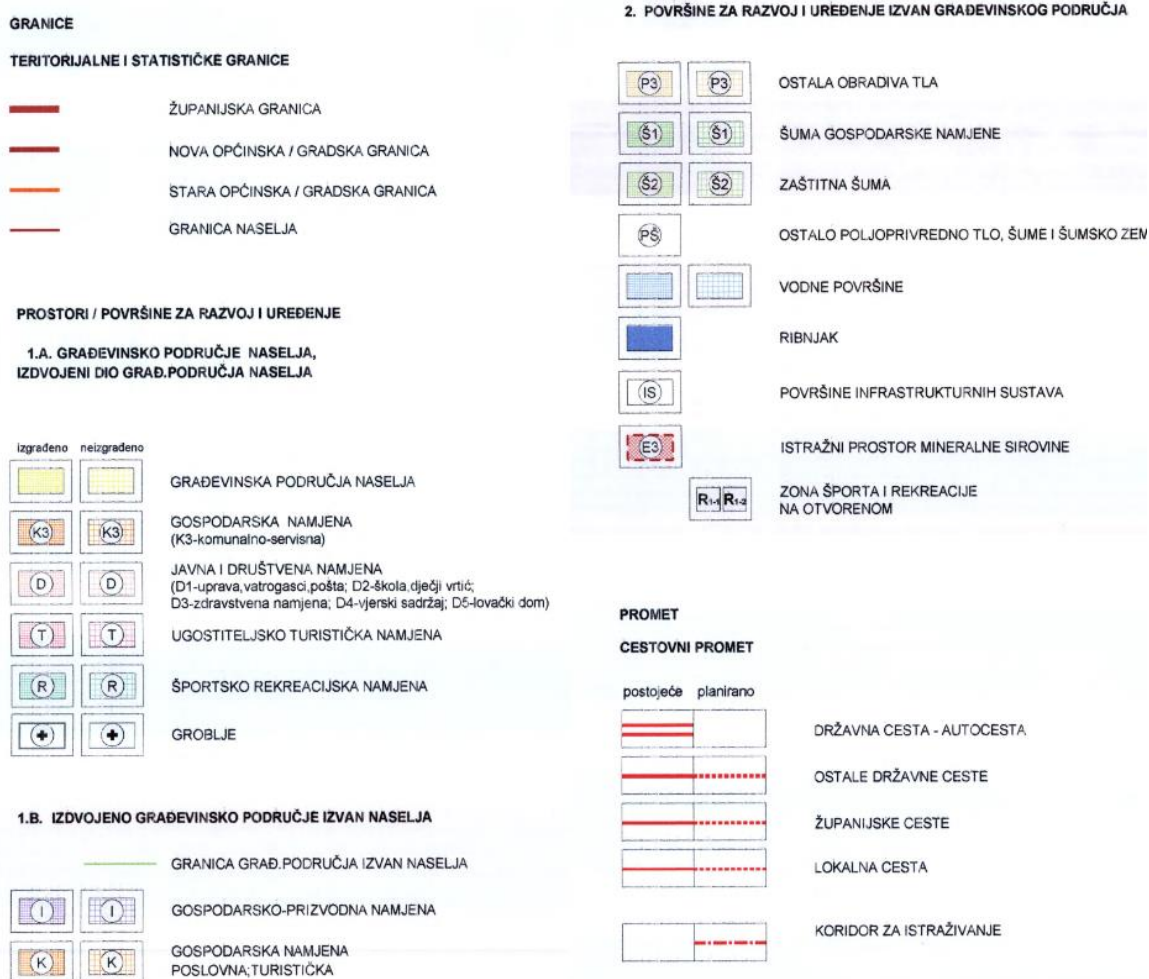 GRANICE
TERITORIJALNE I STATISTIČKE GRANICE
ŽUPANIJSKA GRANICA
NOVA OPĆINSKA / GRADSKA GRANICA
STARA OPĆINSKA / GRADSKA GRANICA
GRANICA NASELJA
PROSTORI / POVRŠINE ZA RAZVOJ I UREĐENJE
1.A. GRAĐEVINSKO PODRUČJE NASELJA,
IZDVOJENI DIO GRAĐ.PODRUČJA NASELJA
izgrađeno neizgrađeno
GRAĐEVINSKA PODRUČJA NASELJA
K3 K3 GOSPODARSKA NAMJENA
(K3-komunalno-servisna)
D D JAVNA I DRUŠTVENA NAMJENA
(D1-uprava,vatrogasci,pošta; D2-škola,dječji vrtić;
D3-zdravstvena namjena; D4-vjerski sadržaj; D5-lovački dom)
T T UGOSTITELJSKO TURISTIČKA NAMJENA
R R ŠPORTSKO REKREACIJSKA NAMJENA
GROBLJE
1.B. IZDVOJENO GRAĐEVINSKO PODRUČJE IZVAN NASELJA
GRANICA GRAĐ.PODRUČJA IZVAN NASELJA
I I GOSPODARSKO-PRIZVODNA NAMJENA
K K GOSPODARSKA NAMJENA
POSLOVNA;TURISTIČKA
2. POVRŠINE ZA RAZVOJ I UREĐENJE IZVAN GRAĐEVINSKOG PODRUČJA
P3 P3 OSTALA OBRADIVA TLA
Š1 Š1 ŠUMA GOSPODARSKE NAMJENE
Š2 Š2 ZAŠTITNA ŠUMA
PŠ OSTALO POLJOPRIVREDNO TLO, ŠUME I ŠUMSKO ZEM
VODNE POVRŠINE
RIBNJAK
IS POVRŠINE INFRASTRUKTURNIH SUSTAVA
E3 ISTRAŽNI PROSTOR MINERALNE SIROVINE
R1-1 R1-2 ZONA ŠPORTA I REKREACIJE
NA OTVORENOM
PROMET
CESTOVNI PROMET
postojeće planirano
DRŽAVNA CESTA - AUTOCESTA
OSTALE DRŽAVNE CESTE
ŽUPANIJSKE CESTE
LOKALNA CESTA
KORIDOR ZA ISTRAŽIVANJE